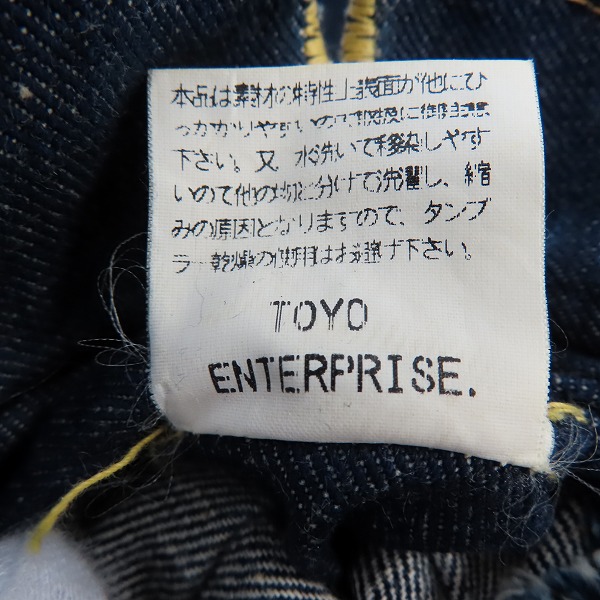 本品は素材の特性上表面が他にひ
っかかりやすいので取扱に御注意
下さい。又、水洗いで移染しやす
いので他の物と分けて洗濯し、縮
みの原因となりますので、タンブ
ラー乾燥の使用はお避け下さい。
TOYO
ENTERPRISE.